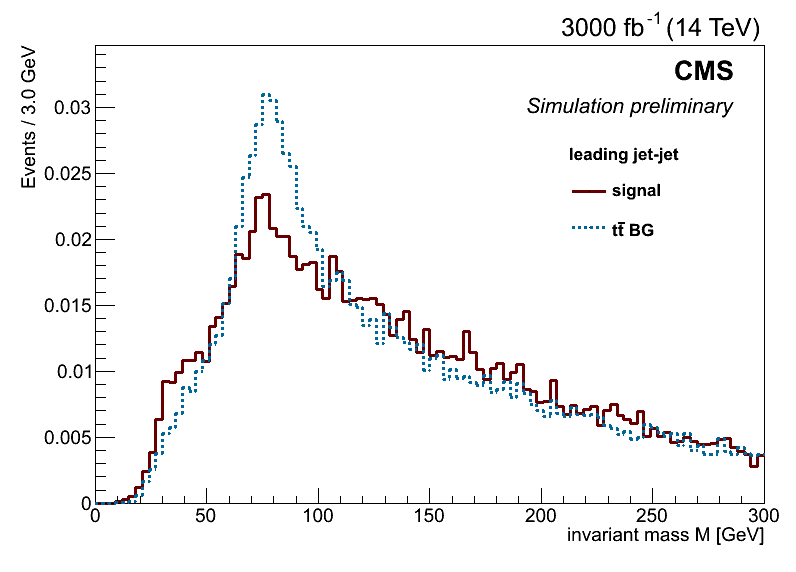 3000 fb⁻¹ (14 TeV)
Events / 3.0 GeV
CMS
Simulation preliminary
leading jet-jet
signal
tt̄ BG
0.03
0.025
0.02
0.015
0.01
0.005
0
0 50 100 150 200 250 300
invariant mass M [GeV]